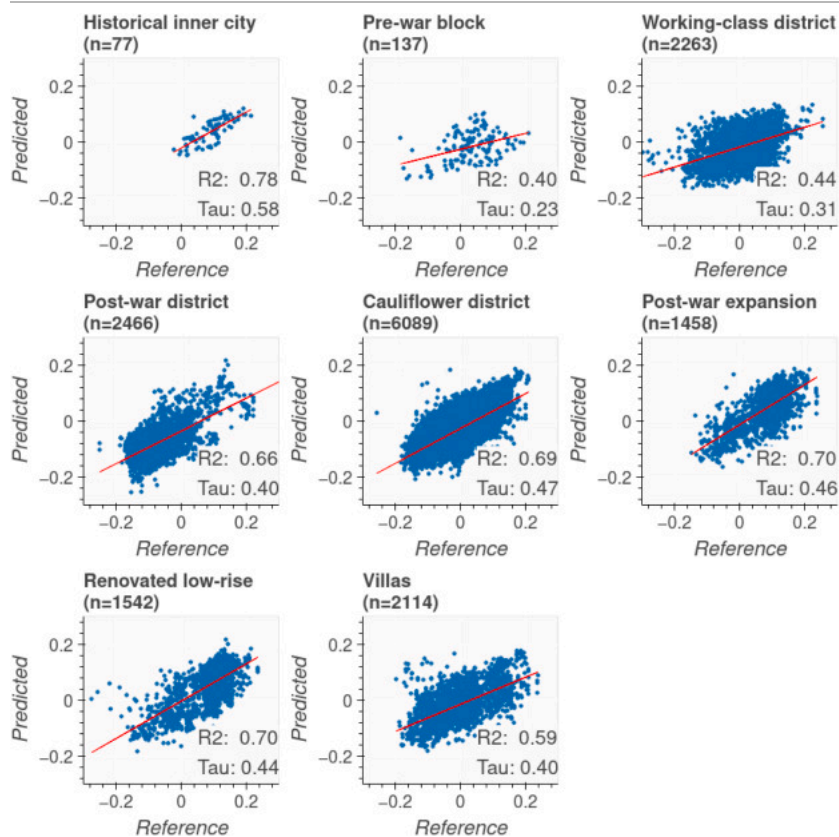 Historical inner city
(n=77)
Predicted
0.2
0
−0.2
R2: 0.78
Tau: 0.58
−0.2 0 0.2
Reference
Pre-war block
(n=137)
Predicted
0.2
0
−0.2
R2: 0.40
Tau: 0.23
−0.2 0 0.2
Reference
Working-class district
(n=2263)
Predicted
0.2
0
−0.2
R2: 0.44
Tau: 0.31
−0.2 0 0.2
Reference
Post-war district
(n=2466)
Predicted
0.2
0
−0.2
R2: 0.66
Tau: 0.40
−0.2 0 0.2
Reference
Cauliflower district
(n=6089)
Predicted
0.2
0
−0.2
R2: 0.69
Tau: 0.47
−0.2 0 0.2
Reference
Post-war expansion
(n=1458)
Predicted
0.2
0
−0.2
R2: 0.70
Tau: 0.46
−0.2 0 0.2
Reference
Renovated low-rise
(n=1542)
Predicted
0.2
0
−0.2
R2: 0.70
Tau: 0.44
−0.2 0 0.2
Reference
Villas
(n=2114)
Predicted
0.2
0
−0.2
R2: 0.59
Tau: 0.40
−0.2 0 0.2
Reference